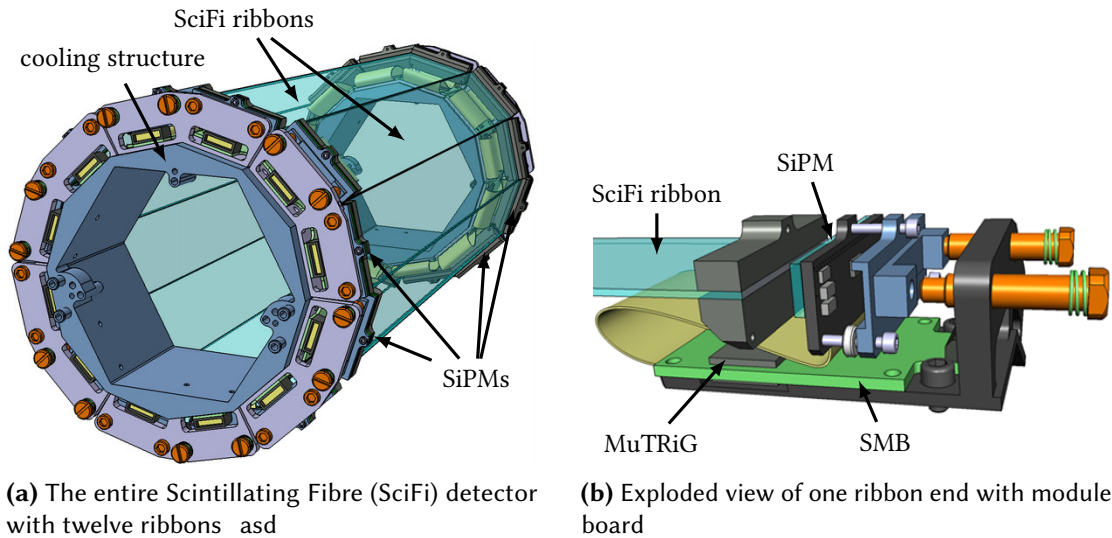 SciFi ribbons
cooling structure
SiPMs
SiPM
SciFi ribbon
MuTRiG
SMB
(a) The entire Scintillating Fibre (SciFi) detector
with twelve ribbons asd
(b) Exploded view of one ribbon end with module
board